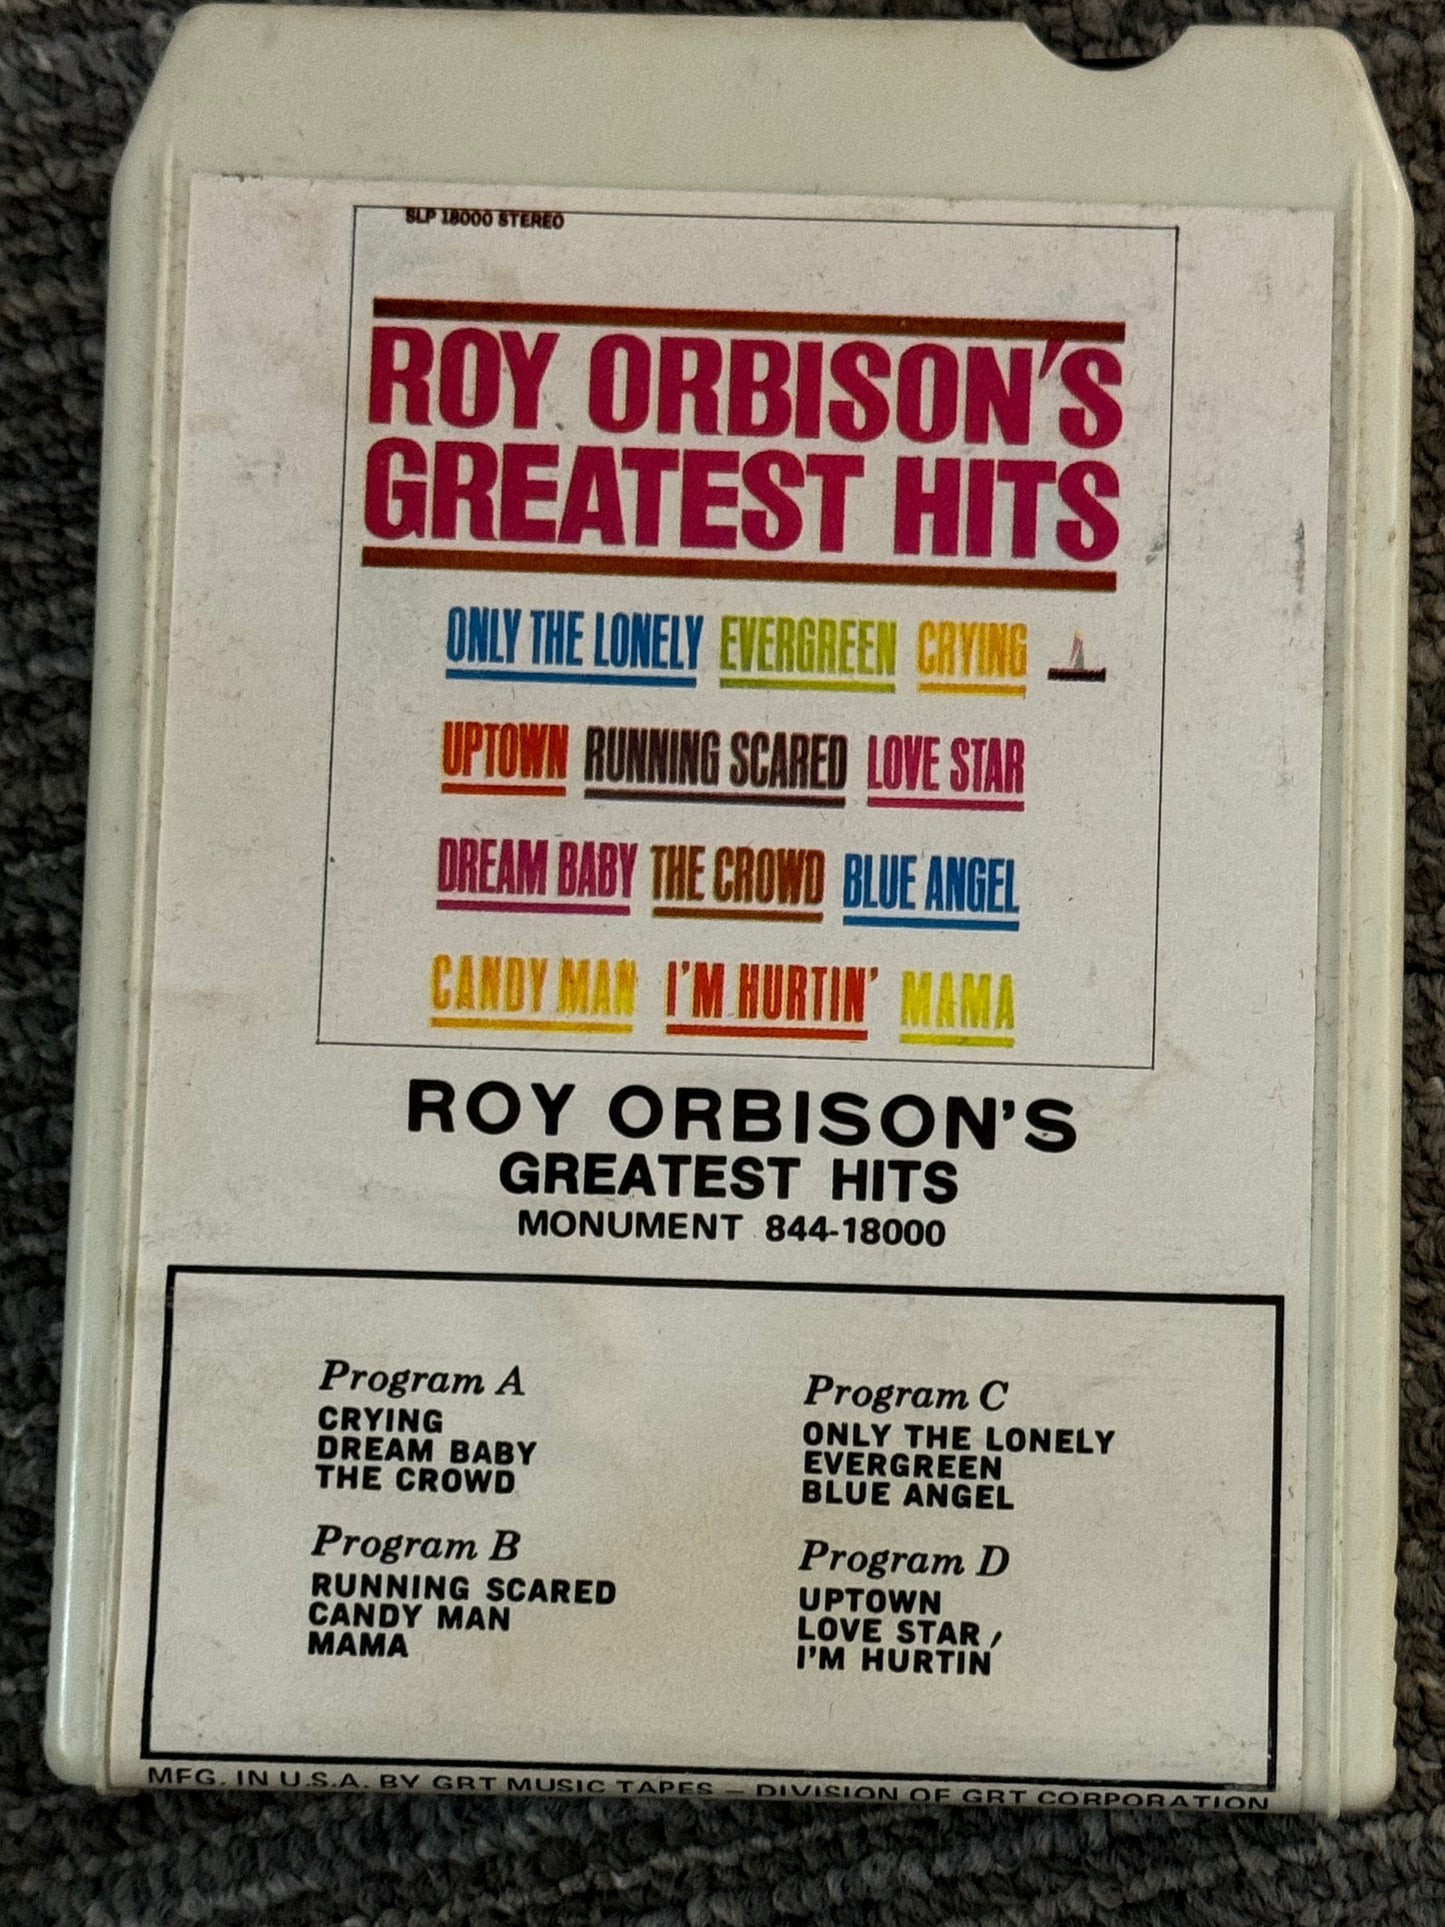 SLP 18000 STEREO
ROY ORBISON'S
GREATEST HITS
ONLY THE LONELY EVERGREEN CRYING
UPTOWN RUNNING SCARED LOVE STAR
DREAM BABY THE CROWD BLUE ANGEL
CANDY MAN I'M HURTIN' MAMA
ROY ORBISON'S
GREATEST HITS
MONUMENT 844-18000
Program A
CRYING
DREAM BABY
THE CROWD
Program B
RUNNING SCARED
CANDY MAN
MAMA
Program C
ONLY THE LONELY
EVERGREEN
BLUE ANGEL
Program D
UPTOWN
LOVE STAR
I'M HURTIN'
MFG. IN U.S.A. BY GRT MUSIC TAPES – DIVISION OF GRT CORPORATION